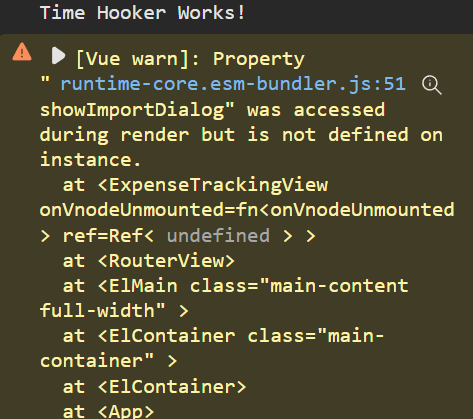 Time Hooker Works!
▶[Vue warn]: Property
" runtime-core.esm-bundler.js:51
showImportDialog" was accessed
during render but is not defined on
instance.
at <ExpenseTrackingView
onVnodeUnmounted=fn<onVnodeUnmounted
> ref=Ref< undefined > >
at <RouterView>
at <ElMain class="main-content
full-width" >
at <ElContainer class="main-
container" >
at <ElContainer>
at <App>